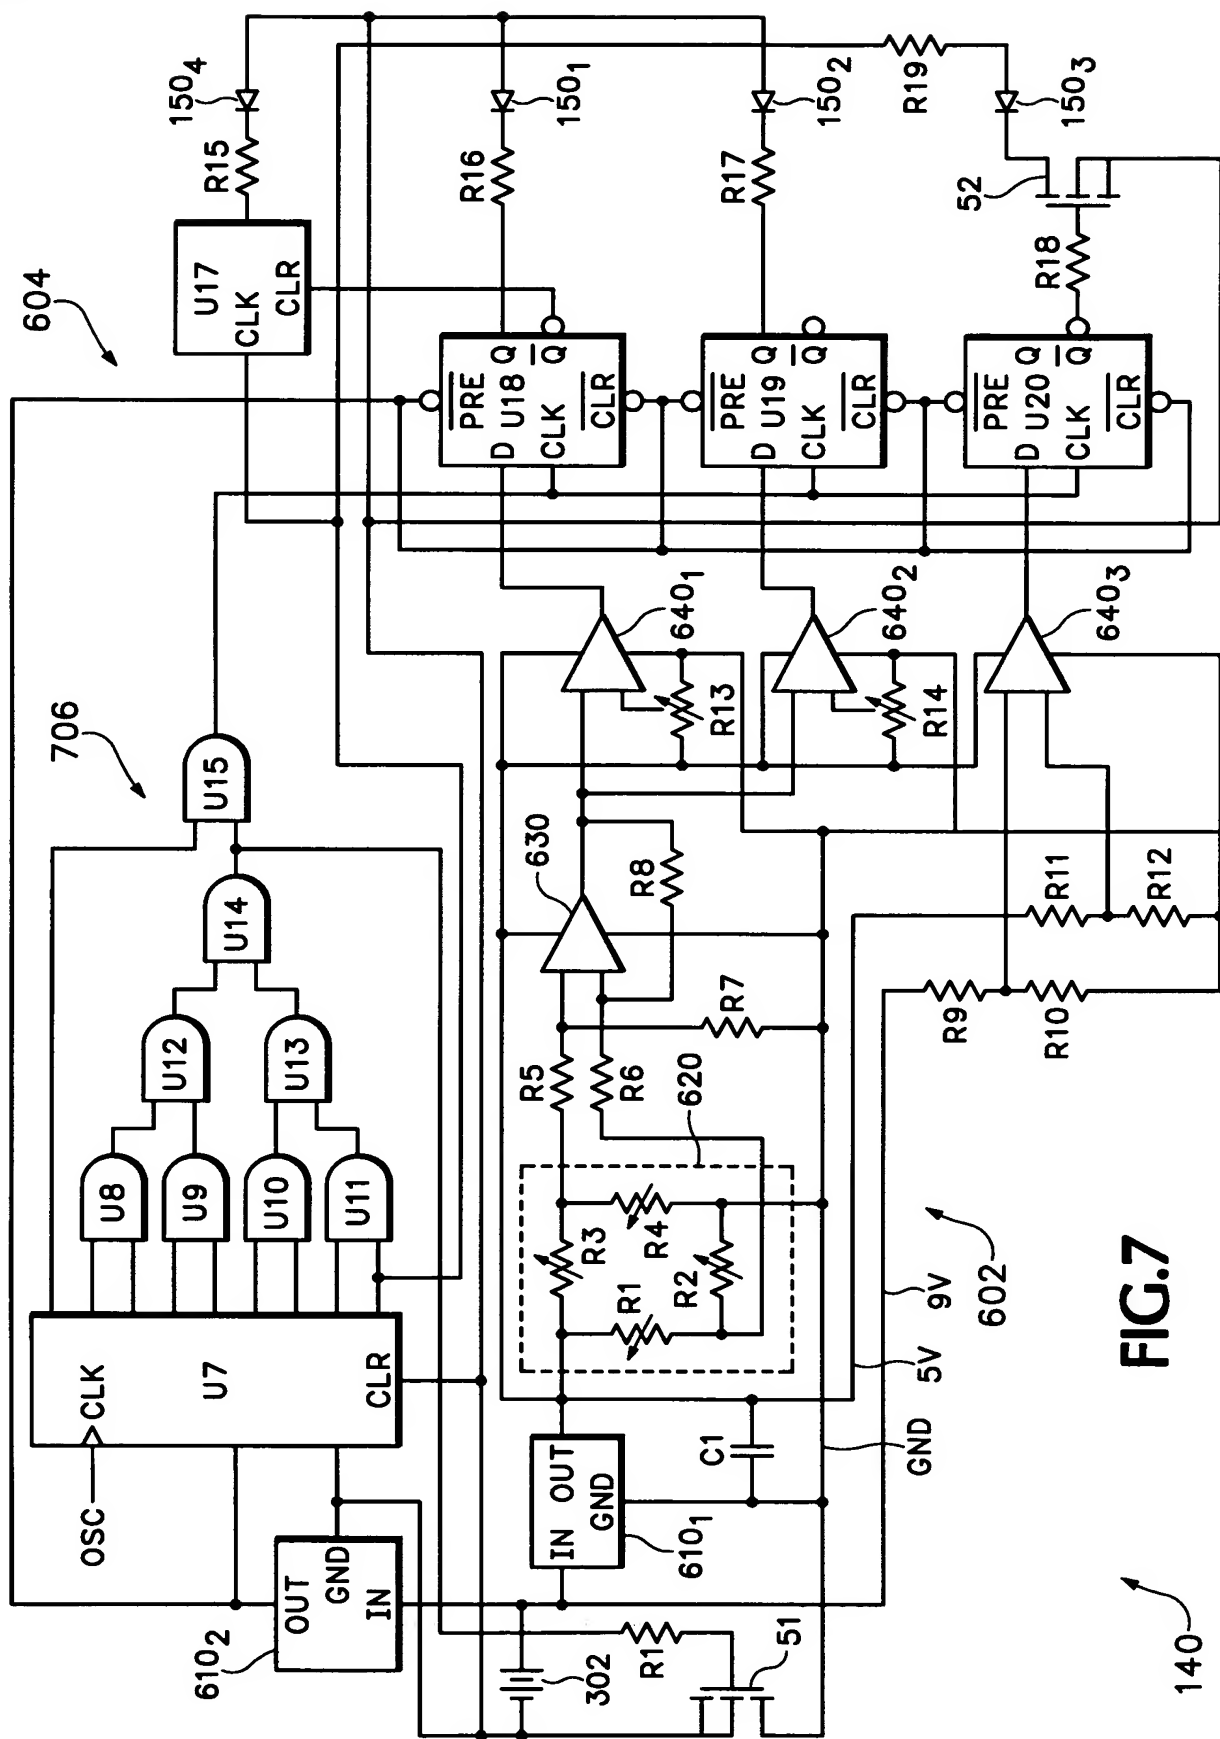 604
706
150₄
R15
U17
CLK
CLR
150₁
R16
150₂
R17
R19
150₃
52
R18
PRE
D
U18
Q
CLK
Q
CLR
PRE
D
U19
Q
CLK
Q
CLR
PRE
D
U20
Q
CLK
Q
CLR
U15
U14
U12
U13
U8
U9
U10
U11
OSC
CLK
U7
CLR
OUT
GND
IN
610₂
640₁
R13
640₂
R14
640₃
630
R8
R5
R6
R7
620
R3
R4
R1
R2
R11
R12
R9
R10
IN
OUT
GND
610₁
C1
302
R1
51
GND
5V
9V
602
140
FIG.7